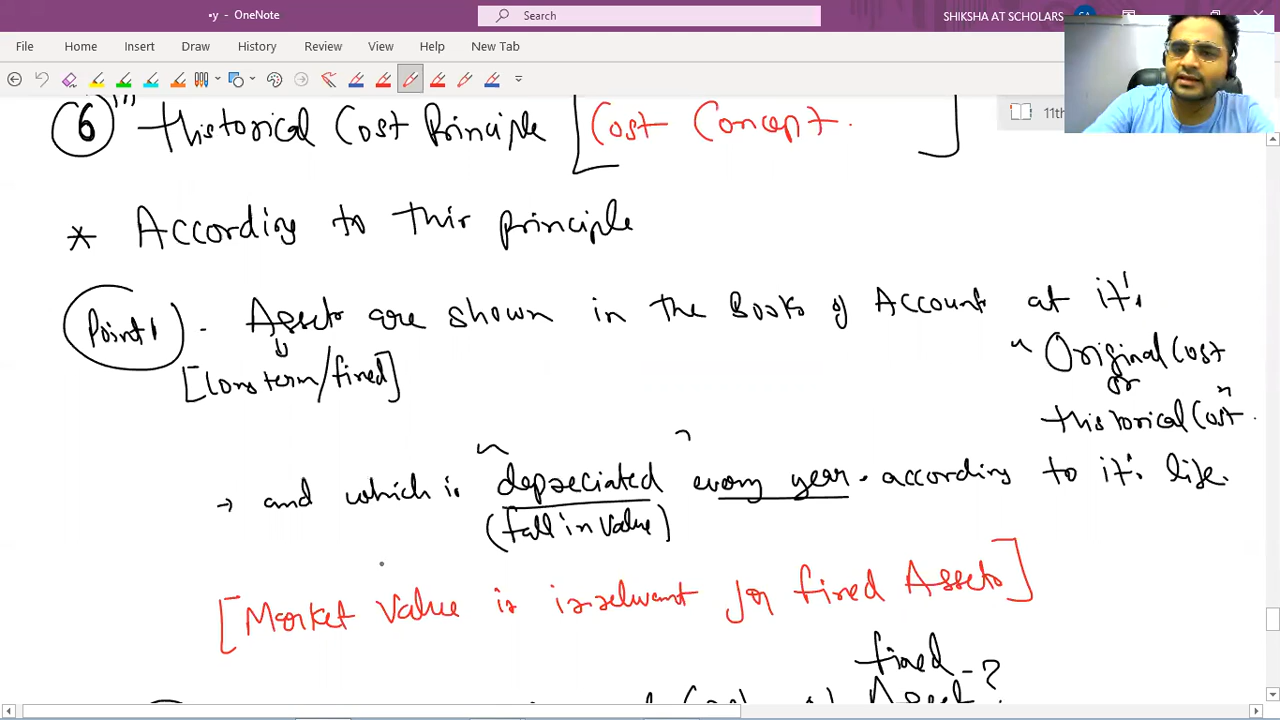 •y - OneNote
Search
SHIKSHA AT SCHOLARS
File Home Insert Draw History Review View Help New Tab
11th
6 Historical Cost Principle [Cost Concept. ]
* According to this principle
Point 1 - Assets are shown in the Books of Account at it's
[long term/fixed]
"Original Cost
or
Historical Cost".
→ and which is "depreciated" every year. according to it's life.
(fall in value)
[Market Value is irrelevant for fixed Assets]
fixed
Asset - ?